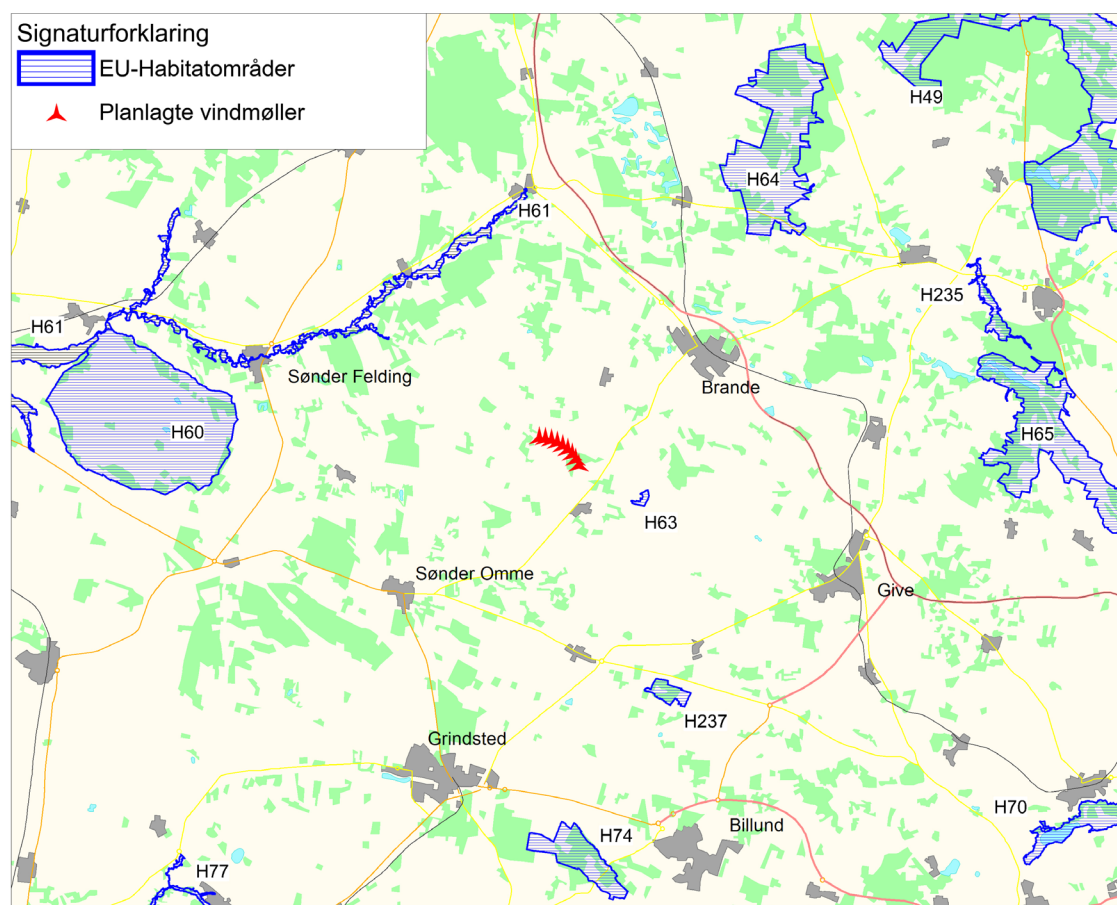 Signaturforklaring
EU-Habitatområder
Planlagte vindmøller
H49
H64
H61
H235
H61
Sønder Felding
Brande
H60
H65
H63
Sønder Omme
Give
H237
Grindsted
H70
Billund
H74
H77